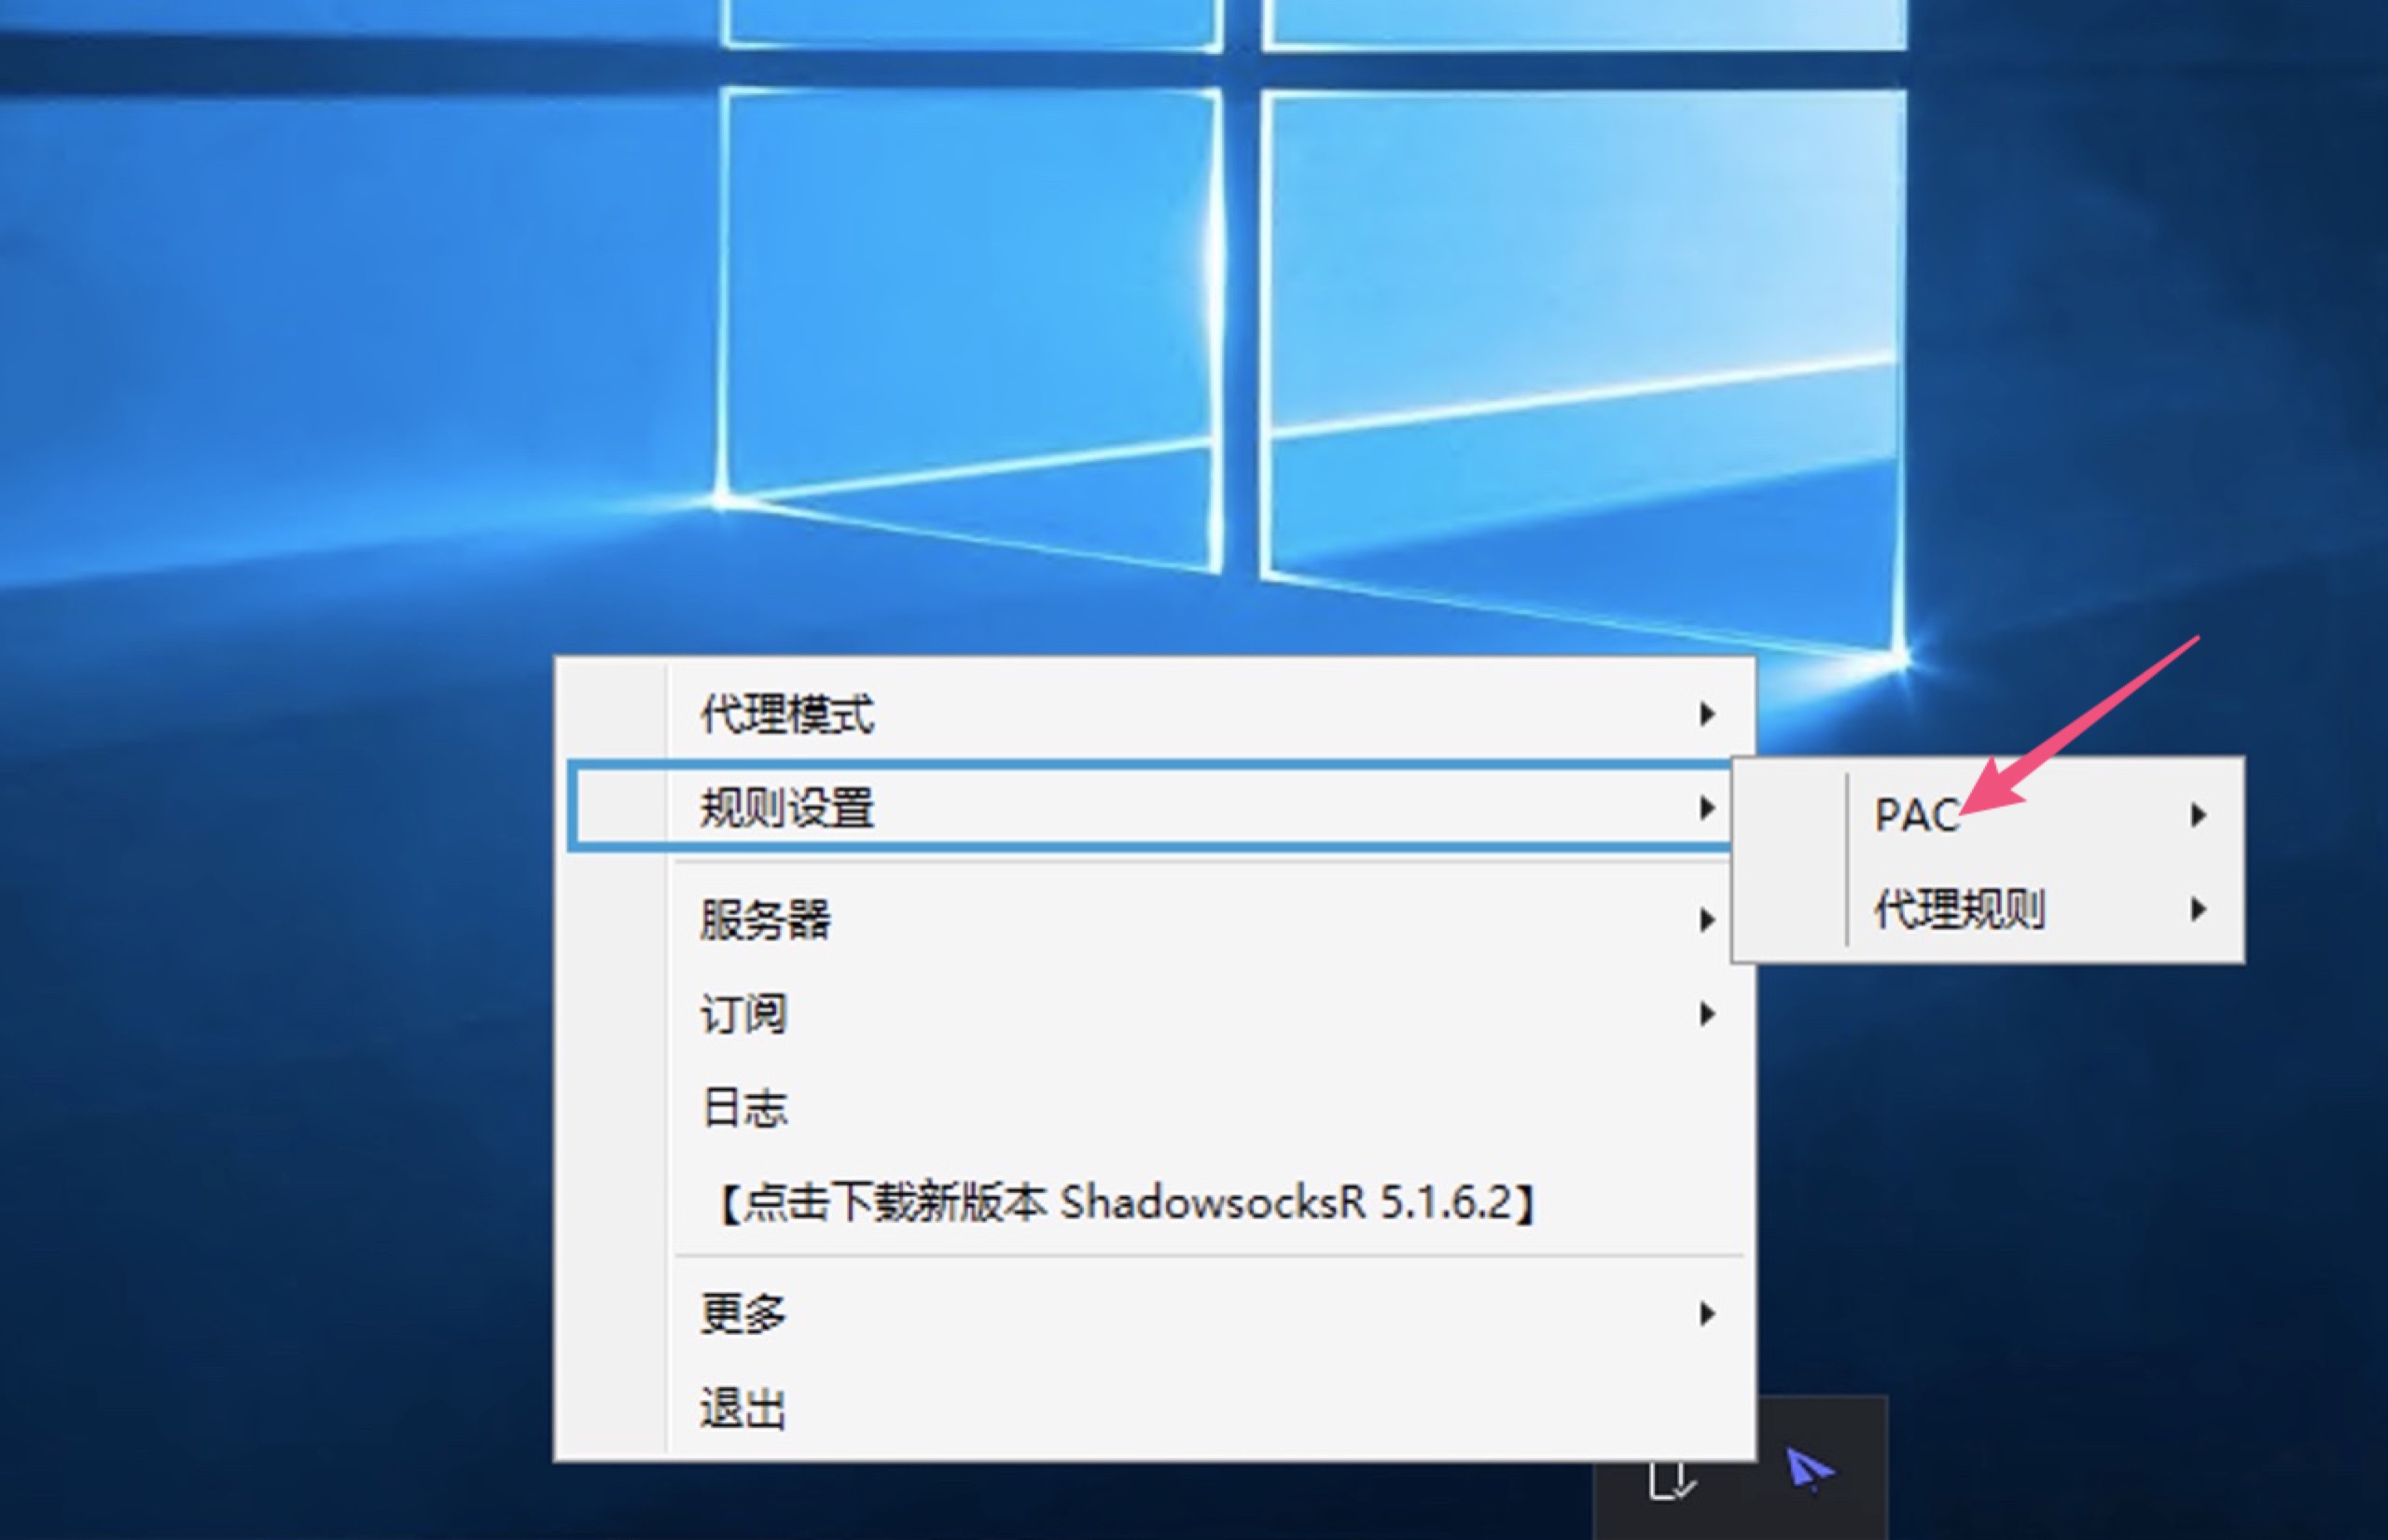 代理模式
规则设置
PAC
代理规则
服务器
订阅
日志
【点击下载新版本 ShadowsocksR 5.1.6.2】
更多
退出